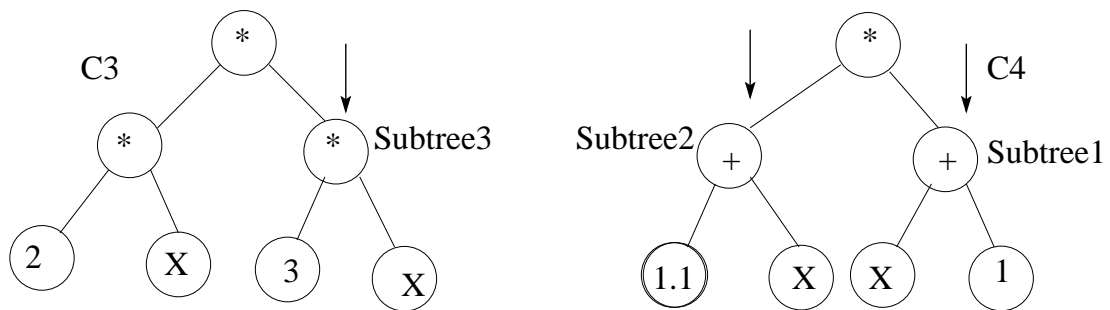 * *
C3 C4
* * Subtree3 Subtree2 + + Subtree1
2 X 3 X 1.1 X X 1